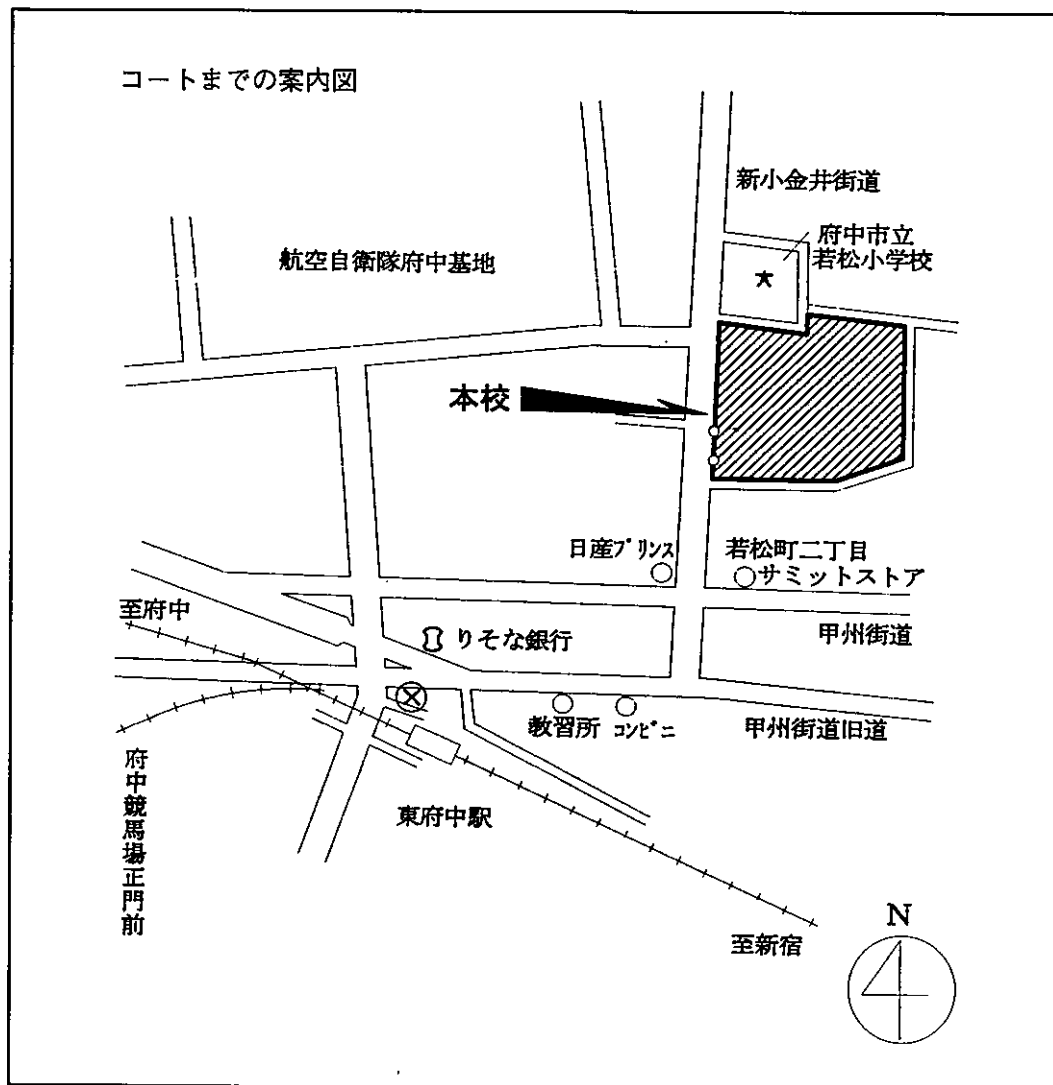 コートまでの案内図
新小金井街道
府中市立
若松小学校
航空自衛隊府中基地
本校
日産プリンス
若松町二丁目
サミットストア
至府中
りそな銀行
甲州街道
教習所
コンビニ
甲州街道旧道
府中競馬場正門前
東府中駅
至新宿
N